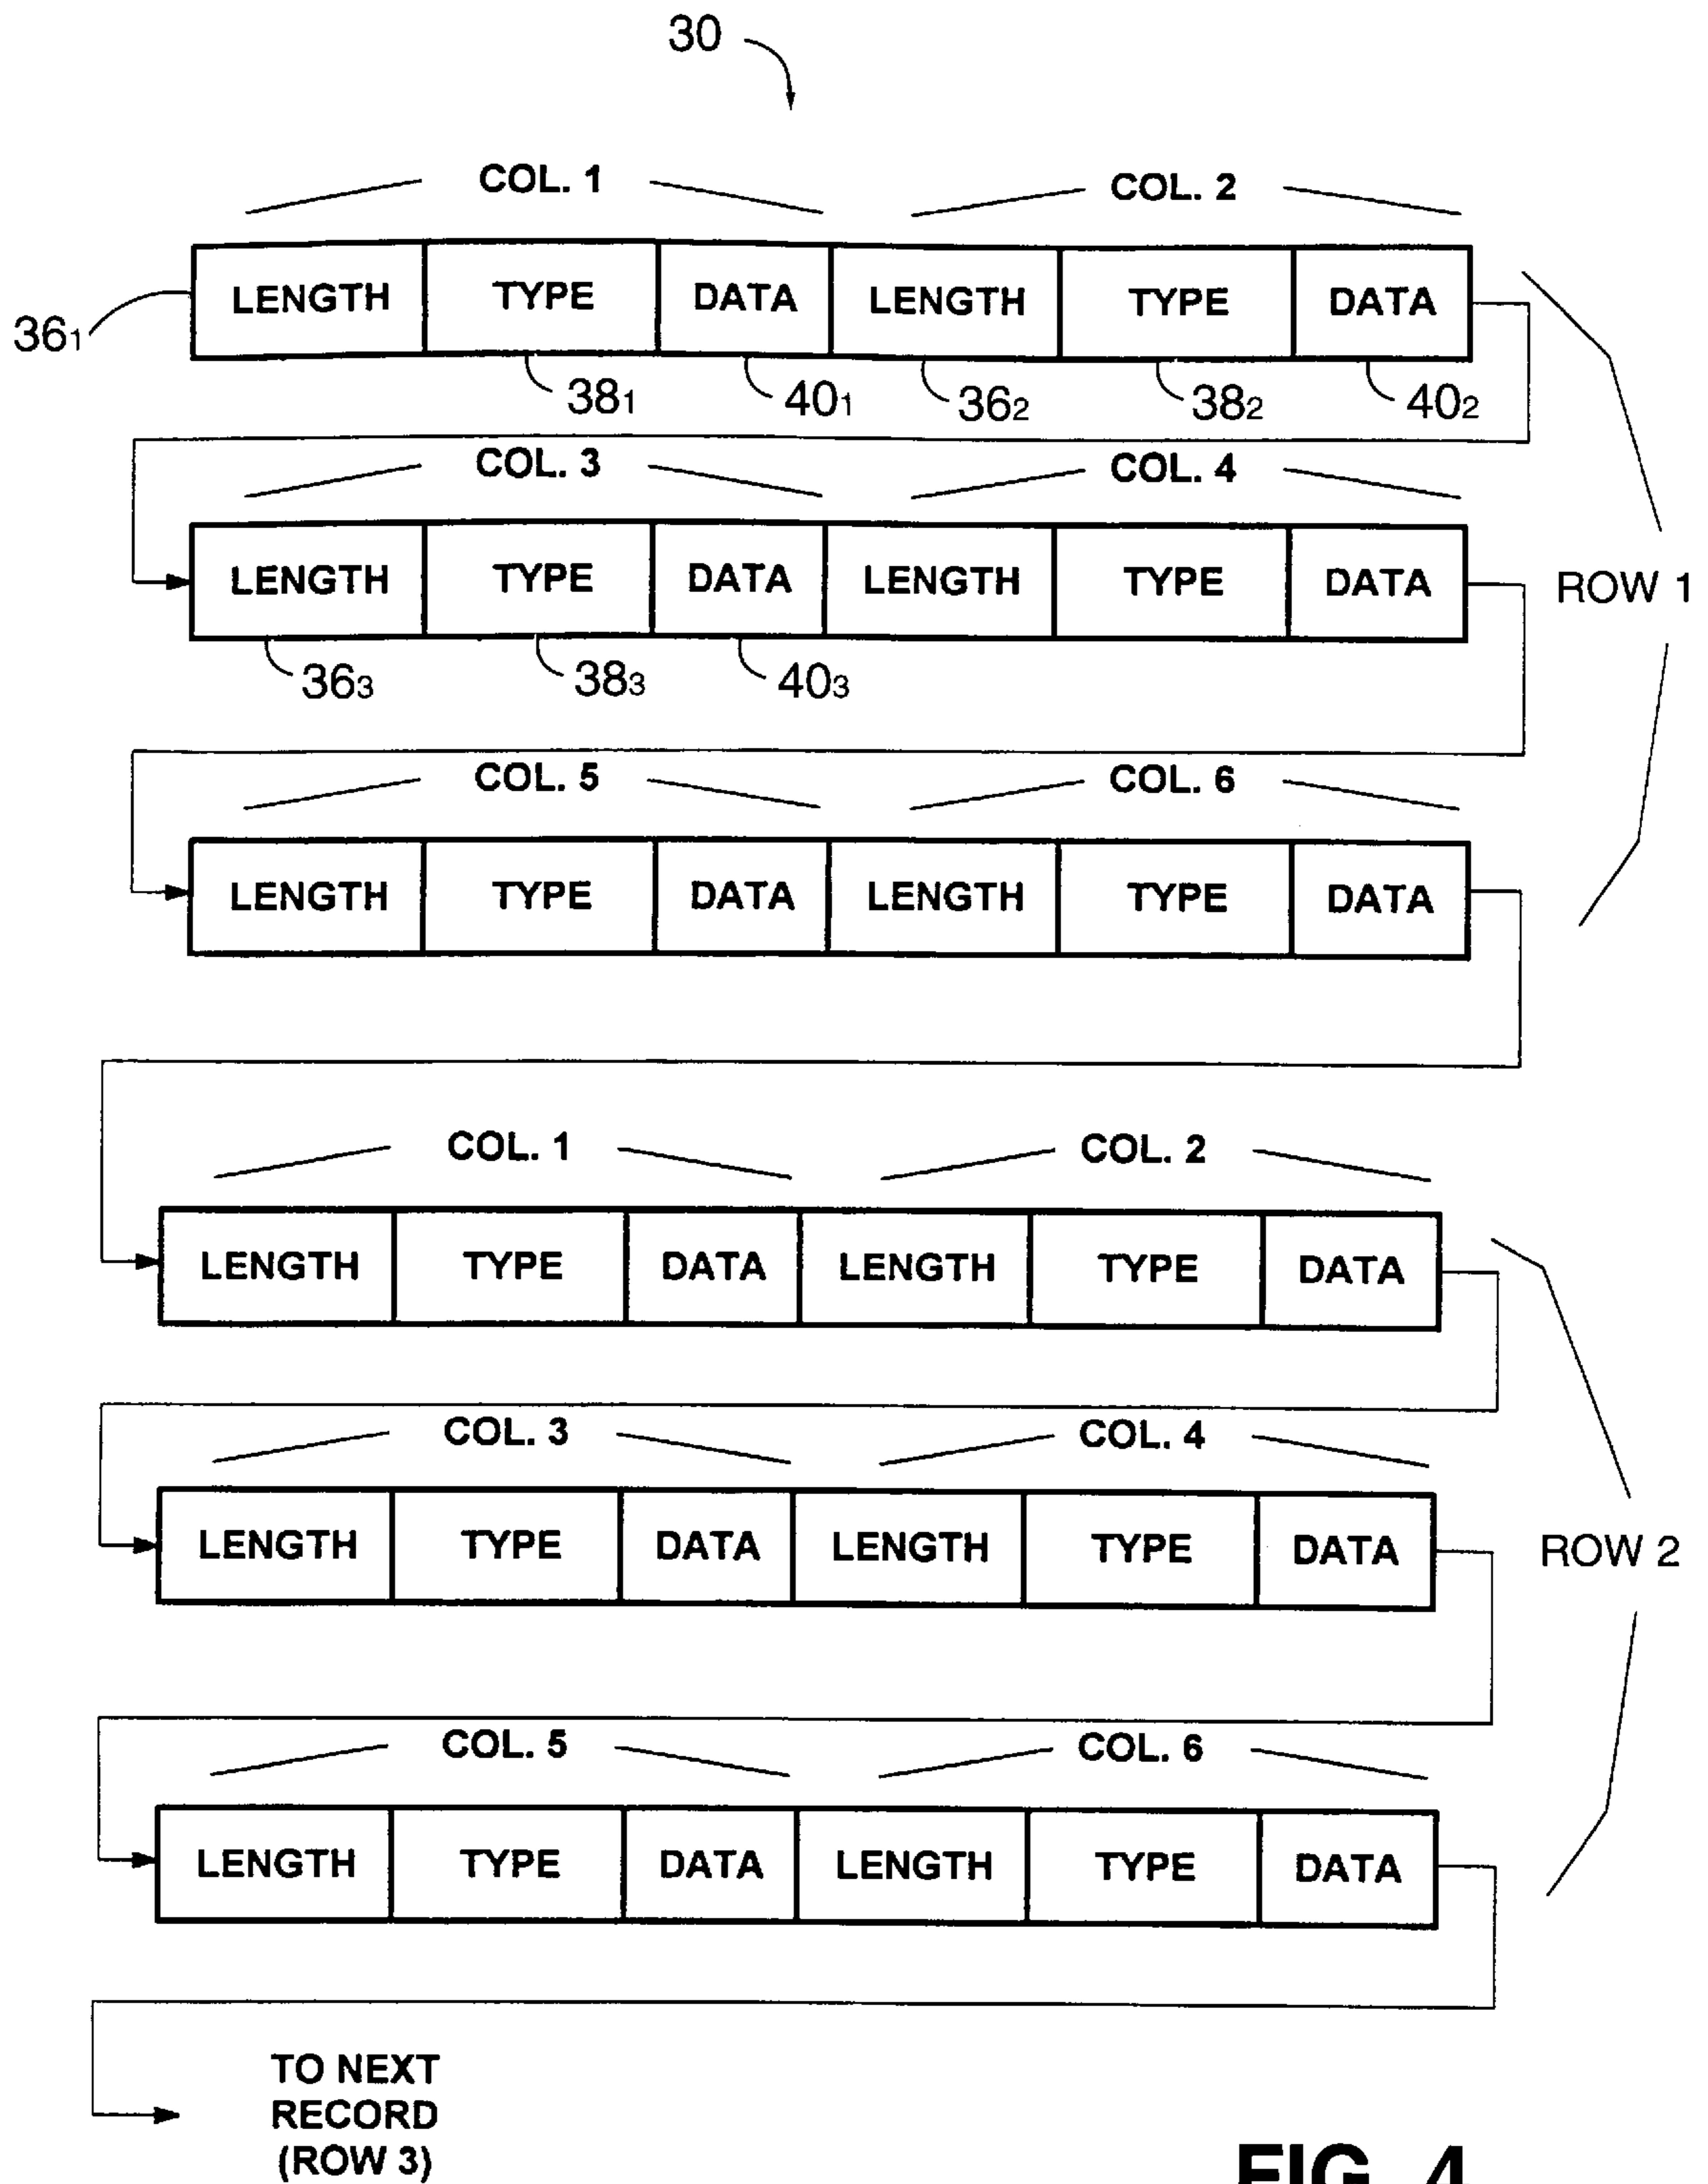 30
COL. 1 COL. 2
LENGTH TYPE DATA LENGTH TYPE DATA
36₁
38₁ 40₁ 36₂ 38₂ 40₂
COL. 3 COL. 4
LENGTH TYPE DATA LENGTH TYPE DATA
ROW 1
36₃ 38₃ 40₃
COL. 5 COL. 6
LENGTH TYPE DATA LENGTH TYPE DATA
COL. 1 COL. 2
LENGTH TYPE DATA LENGTH TYPE DATA
COL. 3 COL. 4
LENGTH TYPE DATA LENGTH TYPE DATA
ROW 2
COL. 5 COL. 6
LENGTH TYPE DATA LENGTH TYPE DATA
TO NEXT
RECORD
(ROW 3)
FIG. 4